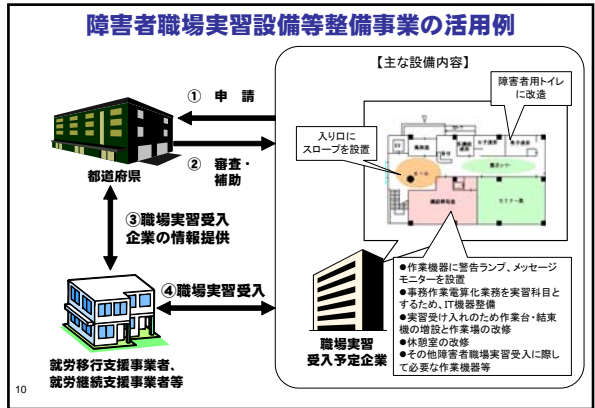 障害者職場実習設備等整備事業の活用例
【主な設備内容】
障害者用トイレ
に改造
① 申 請
入り口に
スロープを設置
② 審査・
補助
都道府県
③職場実習受入
企業の情報提供
④職場実習受入
●作業機器に警告ランプ、メッセージ
モニターを設置
●事務作業電算化業務を実習科目と
するため、IT機器整備
●実習受け入れのため作業台・結束
機の増設と作業場の改修
●休憩室の改修
●その他障害者職場実習受入に際し
て必要な作業機器等
職場実習
受入予定企業
就労移行支援事業者、
就労継続支援事業者等
セミナー室
10